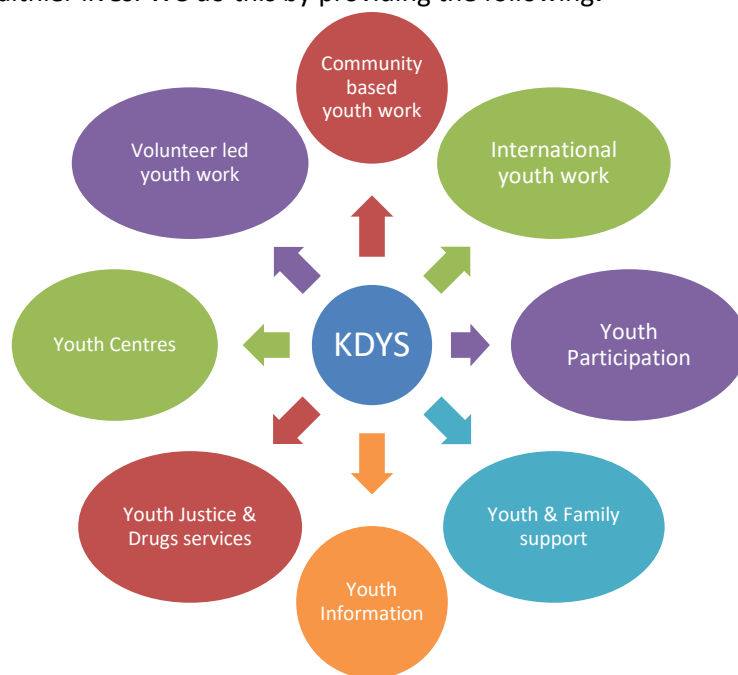 althier lives. We do this by providing the following:
Community
based
youth work
Volunteer led
youth work
International
youth work
Youth Centres
KDYS
Youth
Participation
Youth Justice &
Drugs services
Youth & Family
support
Youth
Information